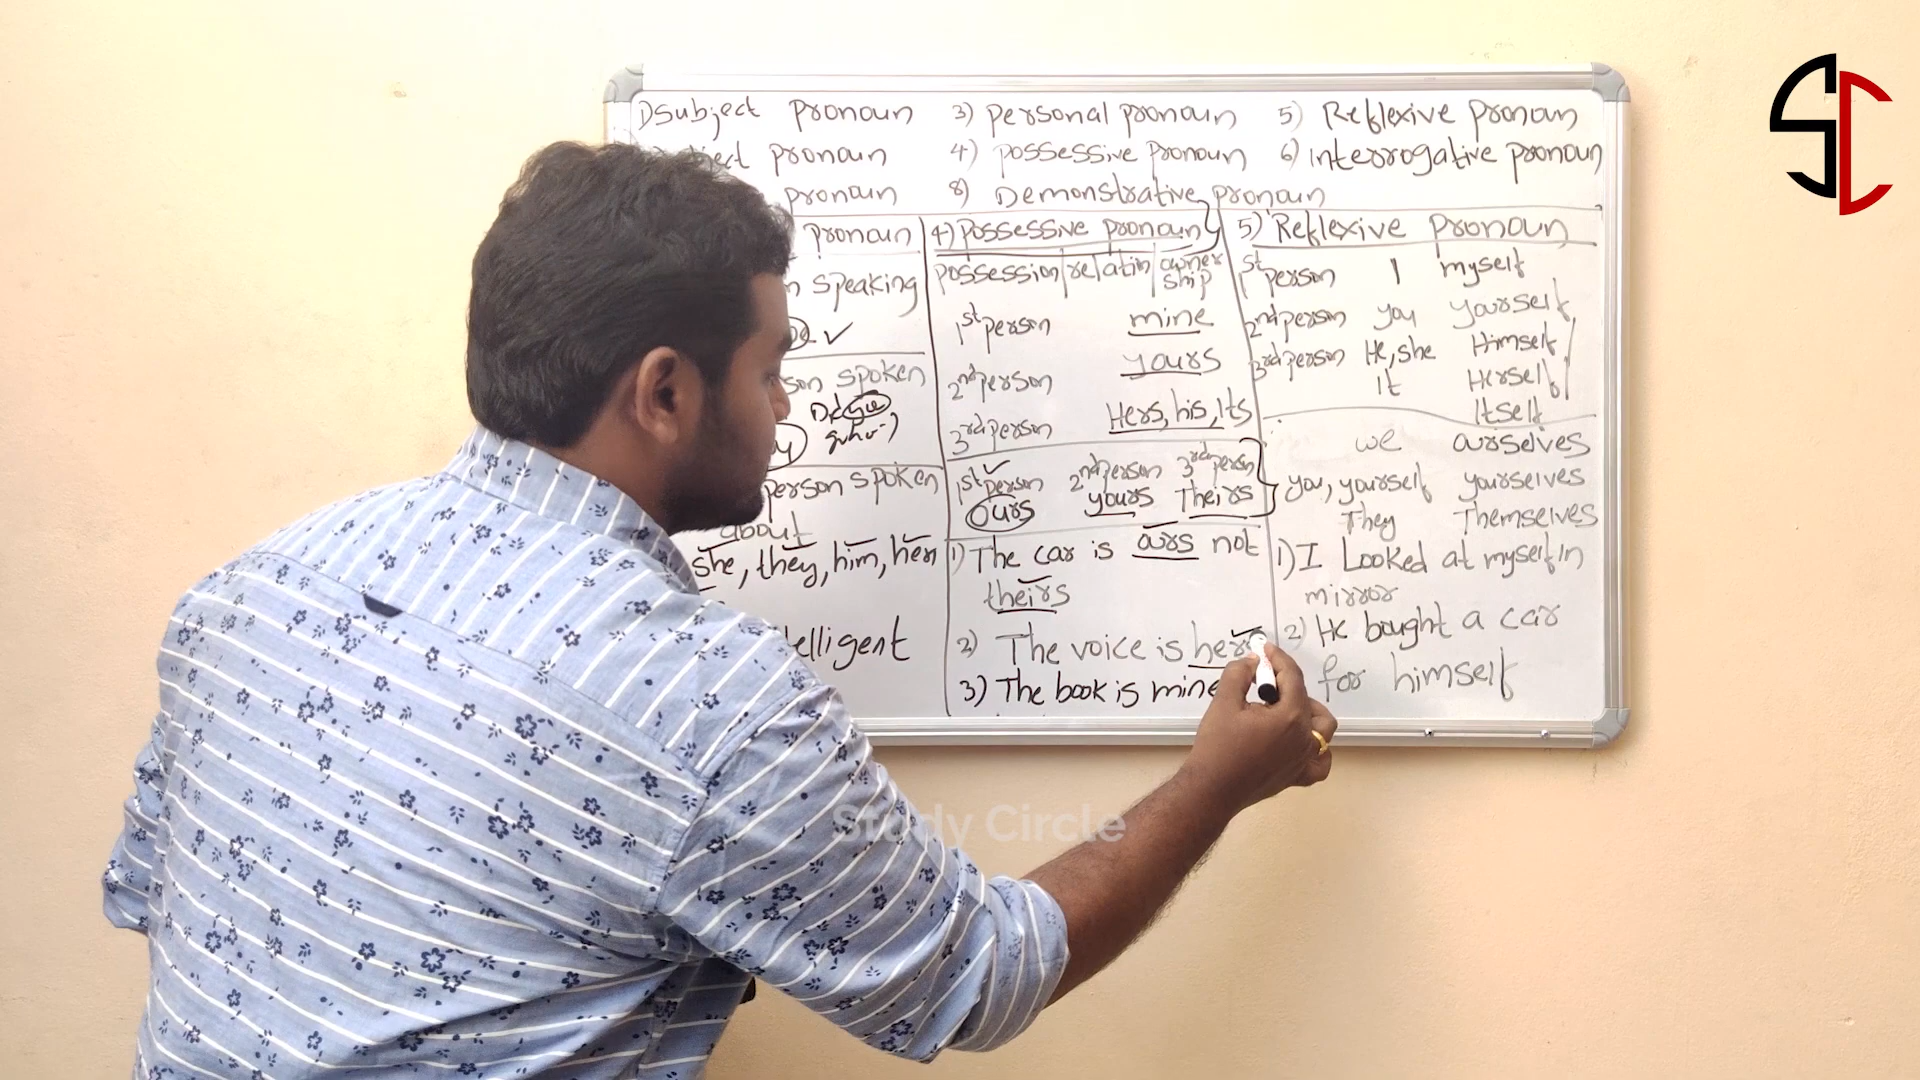 1) Subject pronoun 3) Personal pronoun 5) Reflexive pronoun
pronoun 4) Possessive pronoun 6) Interrogative pronoun
pronoun 8) Demonstrative pronoun
pronoun
speaking
spoken
person spoken
about
she, they, him, her
telligent
4) Possessive pronoun
possession/relatin/owner
ship
1st person mine
2nd person yours
3rd person Hers, his, Its
1st person 2nd person 3rd persn
ours yours Theirs
1) The car is ours not
theirs
2) The voice is hers
3) The book is mine
5) Reflexive pronoun
1st person I myself
2nd person you yourself
3rd person He, she Himself/
It Herself/
Itself
we ourselves
you, yourself yourselves
They Themselves
1) I Looked at myself in
mirror
2) He bought a car
for himself
Study Circle
SC